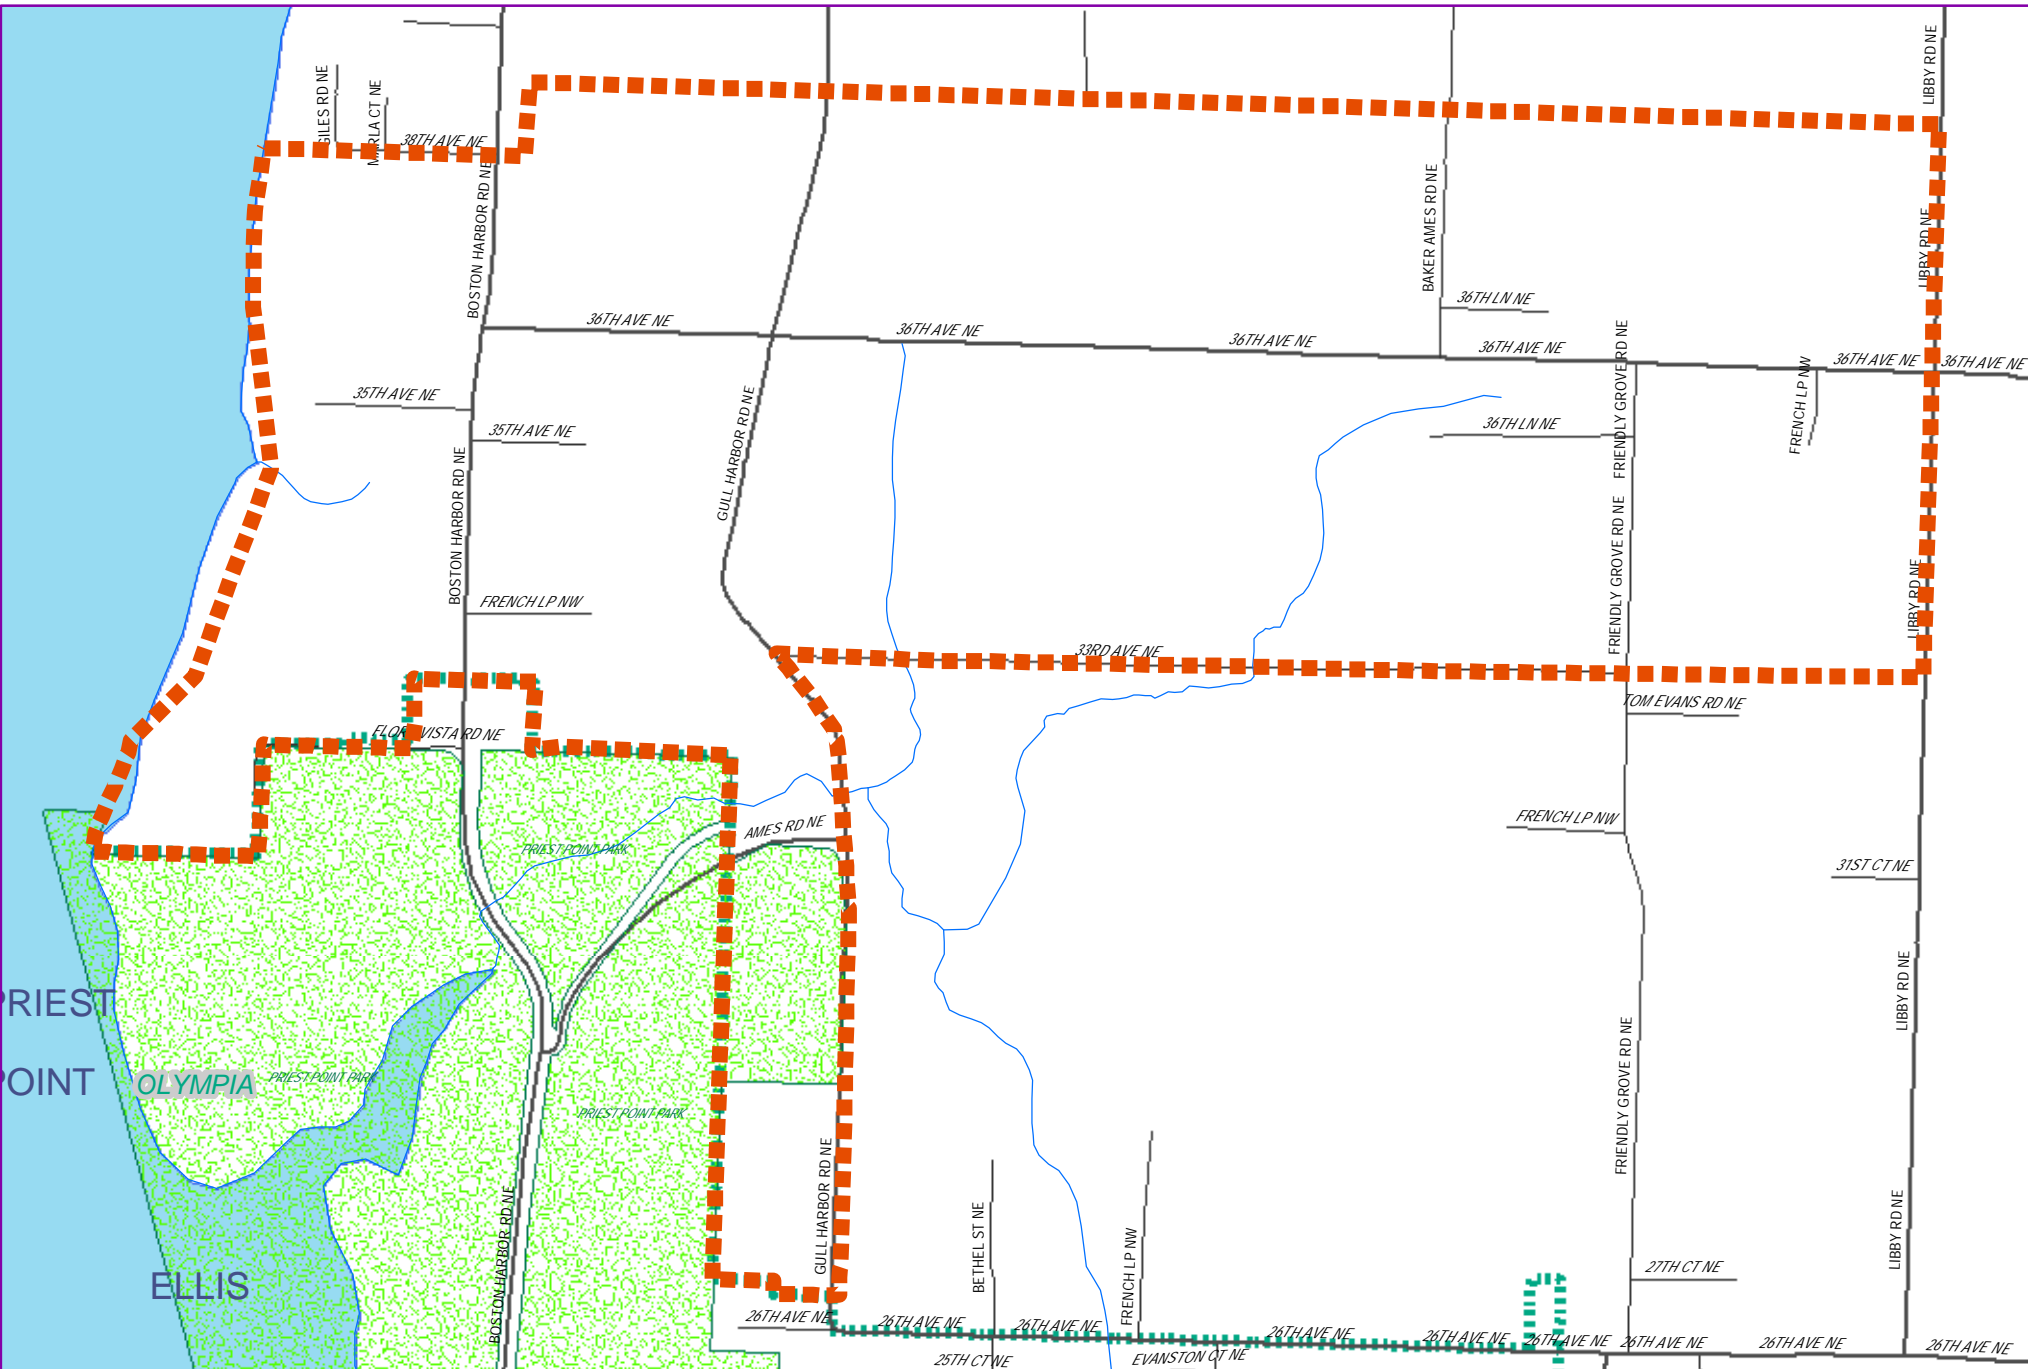 LIBBY RD NE
GILES RD NE
MARLA CT NE
38TH AVE NE
BOSTON HARBOR RD NE
BAKER AMES RD NE
LIBBY RD NE
36TH LN NE
36TH AVE NE
36TH AVE NE
36TH AVE NE
36TH AVE NE
36TH AVE NE
36TH AVE NE
FRIENDLY GROVE RD NE
FRENCH LP NW
35TH AVE NE
35TH AVE NE
GULL HARBOR RD NE
36TH LN NE
BOSTON HARBOR RD NE
FRIENDLY GROVE RD NE
LIBBY RD NE
FRENCH LP NW
33RD AVE NE
TOM EVANS RD NE
VISTA RD NE
FRENCH LP NW
AMES RD NE
PRIEST POINT PARK
31ST CT NE
LIBBY RD NE
PRIEST
POINT
OLYMPIA
PRIEST POINT PARK
PRIEST POINT PARK
FRIENDLY GROVE RD NE
GULL HARBOR RD NE
BOSTON HARBOR RD NE
BETHEL ST NE
FRENCH LP NW
LIBBY RD NE
27TH CT NE
ELLIS
26TH AVE NE
26TH AVE NE
26TH AVE NE
26TH AVE NE
26TH AVE NE
26TH AVE NE
26TH AVE NE
26TH AVE NE
26TH AVE NE
25TH CT NE
EVANSTON CT NE